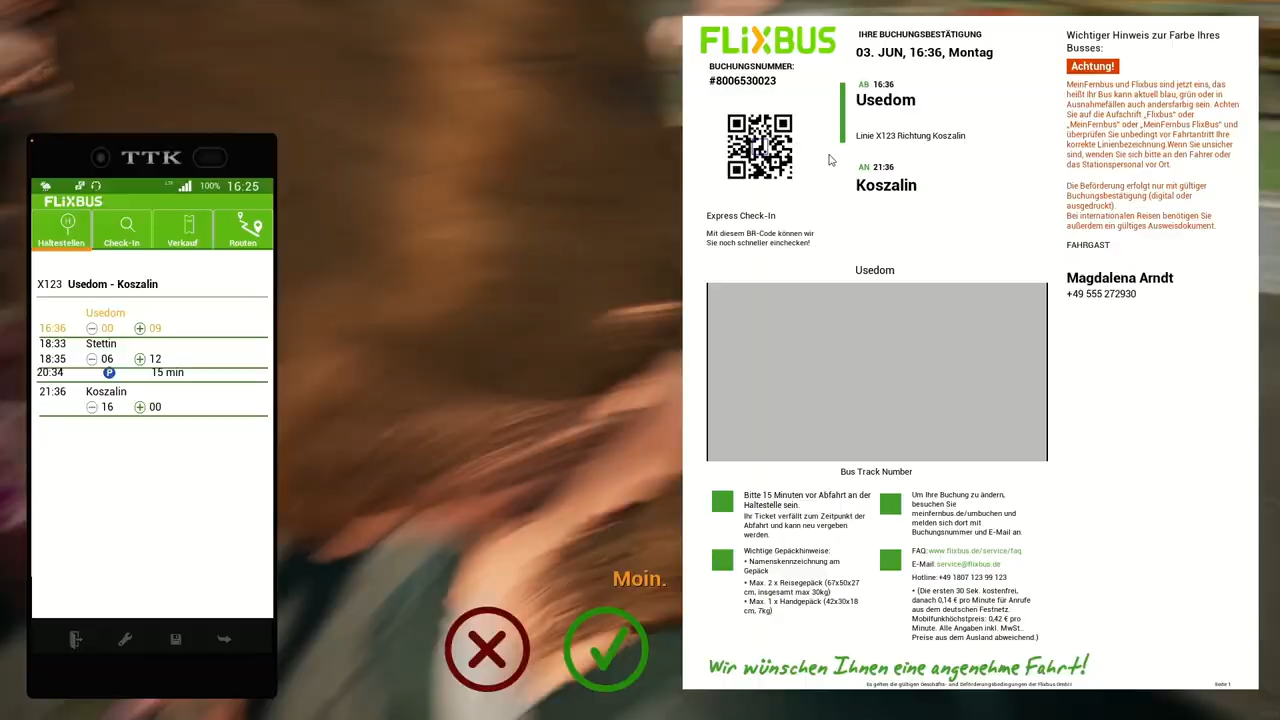 TTK
LTE 100% 16:25
FLiXBUS
H
Haltestellen Check-In Verkauf Routen
X123 Usedom - Koszalin
Usedom
16:36 00 09
18:33 Stettin
18:35 06 12
20:34 P 15 min
21:36 Koszalin
16 00
Moin.
FLiXBUS
BUCHUNGSNUMMER:
#8006530023
IHRE BUCHUNGSBESTÄTIGUNG
03. JUN, 16:36, Montag
AB 16:36
Usedom
Linie X123 Richtung Koszalin
AN 21:36
Koszalin
Express Check-In
Mit diesem BR-Code können wir
Sie noch schneller einchecken!
Usedom
Bus Track Number
Bitte 15 Minuten vor Abfahrt an der
Haltestelle sein.
Ihr Ticket verfällt zum Zeitpunkt der
Abfahrt und kann neu vergeben
werden.
Wichtige Gepäckhinweise:
• Namenskennzeichnung am
Gepäck
• Max. 2 x Reisegepäck (67x50x27
cm, insgesamt max 30kg)
• Max. 1 x Handgepäck (42x30x18
cm, 7kg)
Um Ihre Buchung zu ändern,
besuchen Sie
meinfernbus.de/umbuchen und
melden sich dort mit
Buchungsnummer und E-Mail an.
FAQ: www.flixbus.de/service/faq
E-Mail: service@flixbus.de
Hotline: +49 1807 123 99 123
• (Die ersten 30 Sek. kostenfrei,
danach 0,14 € pro Minute für Anrufe
aus dem deutschen Festnetz.
Mobilfunkhöchstpreis: 0,42 € pro
Minute. Alle Angaben inkl. MwSt..
Preise aus dem Ausland abweichend.)
Wichtiger Hinweis zur Farbe Ihres
Busses:
Achtung!
MeinFernbus und Flixbus sind jetzt eins, das
heißt ihr Bus kann aktuell blau, grün oder in
Ausnahmefällen auch andersfarbig sein. Achten
Sie auf die Aufschrift „Flixbus“ oder
„MeinFernbus“ oder „MeinFernbus FlixBus“ und
überprüfen Sie unbedingt vor Fahrtantritt Ihre
korrekte Linienbezeichnung.Wenn Sie unsicher
sind, wenden Sie sich bitte an den Fahrer oder
das Stationspersonal vor Ort.
Die Beförderung erfolgt nur mit gültiger
Buchungsbestätigung (digital oder
ausgedruckt).
Bei internationalen Reisen benötigen Sie
außerdem ein gültiges Ausweisdokument.
FAHRGAST
Magdalena Arndt
+49 555 272930
Wir wünschen Ihnen eine angenehme Fahrt!
Es gelten die gültigen Geschäfts- und Beförderungsbedingungen der Flixbus GmbH
Seite 1